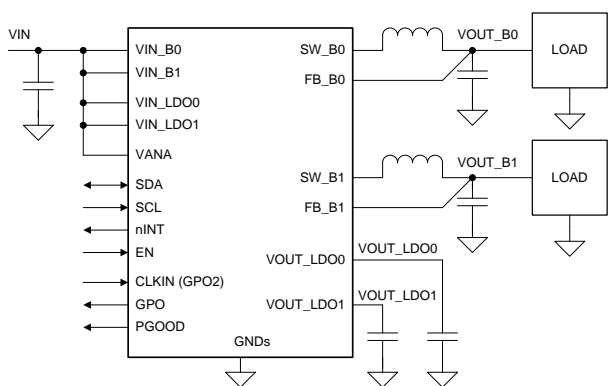 VIN
VIN_B0
VIN_B1
VIN_LDO0
VIN_LDO1
VANA
SDA
SCL
nINT
EN
CLKIN (GPO2)
GPO
PGOOD
GNDs
SW_B0
FB_B0
SW_B1
FB_B1
VOUT_LDO0
VOUT_LDO1
VOUT_B0
LOAD
VOUT_B1
LOAD
VOUT_LDO0
VOUT_LDO1